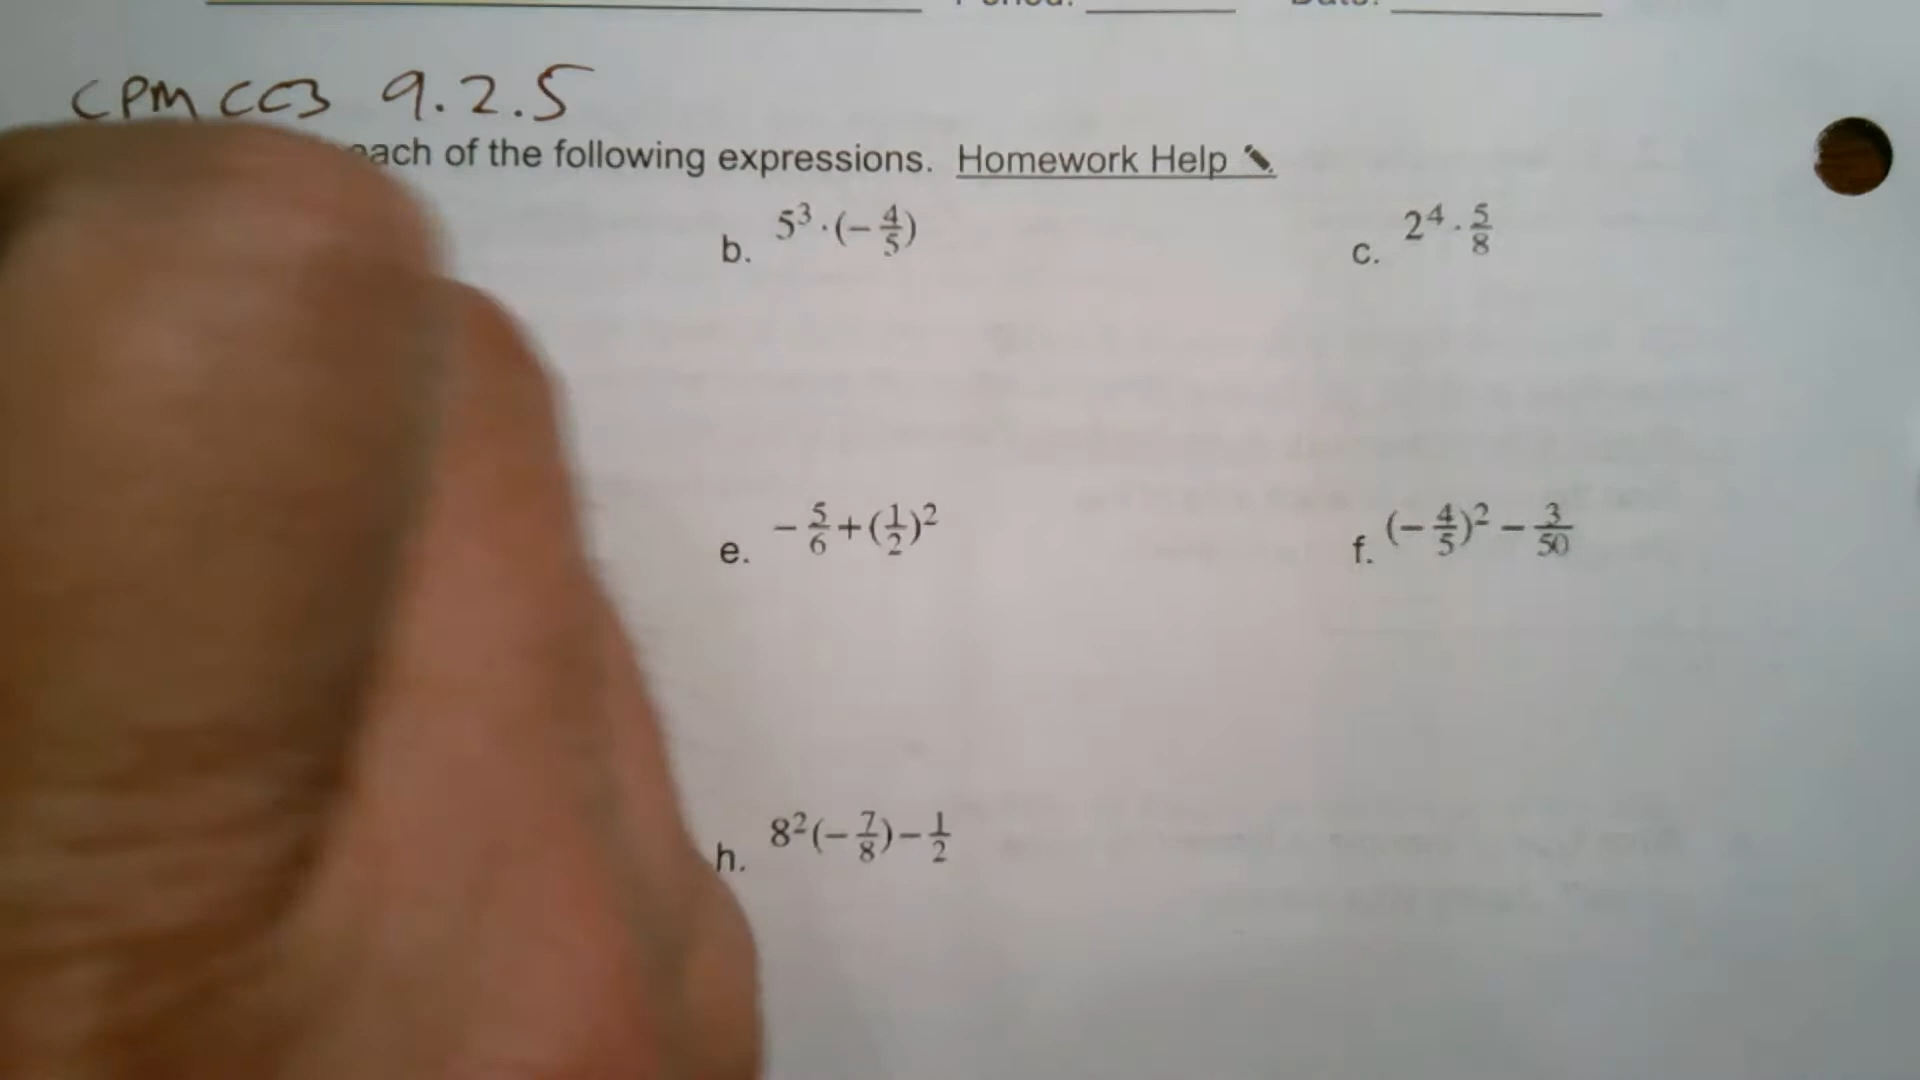 CPM CC3 9.2.5
each of the following expressions. Homework Help ✎
b. 5³ · (− 4/5)
c. 2⁴ · 5/8
e. − 5/6 + (1/2)²
f. (− 4/5)² − 3/50
h. 8² (− 7/8) − 1/2